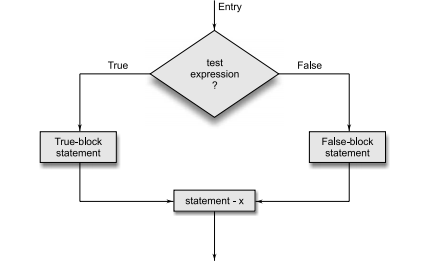 Entry
test
expression
?
True
False
True-block
statement
False-block
statement
statement - x